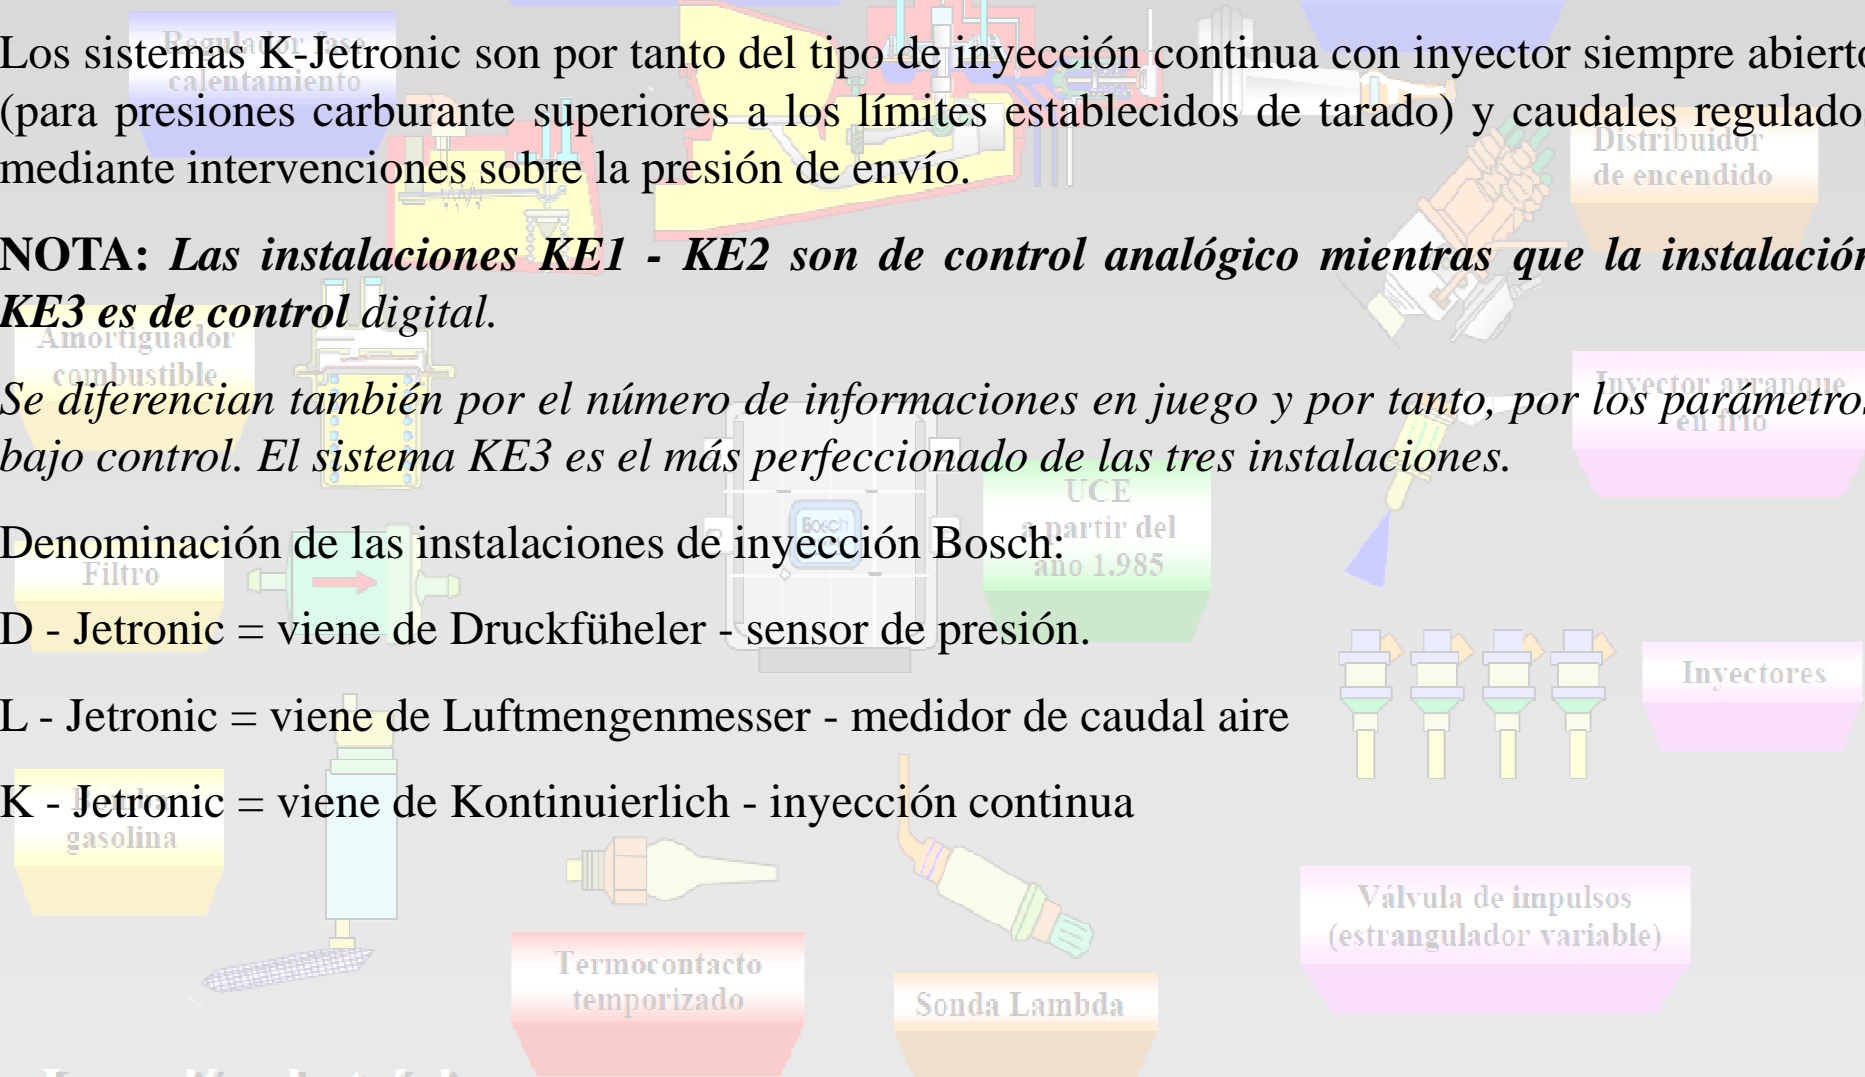 Los sistemas K-Jetronic son por tanto del tipo de inyección continua con inyector siempre abierto
(para presiones carburante superiores a los límites establecidos de tarado) y caudales regulados
mediante intervenciones sobre la presión de envío.
NOTA: Las instalaciones KE1 - KE2 son de control analógico mientras que la instalación
KE3 es de control digital.
Se diferencian también por el número de informaciones en juego y por tanto, por los parámetros
bajo control. El sistema KE3 es el más perfeccionado de las tres instalaciones.
Denominación de las instalaciones de inyección Bosch:
D - Jetronic = viene de Druckfüheler - sensor de presión.
L - Jetronic = viene de Luftmengenmesser - medidor de caudal aire
K - Jetronic = viene de Kontinuierlich - inyección continua
Regulador fase
calentamiento
Distribuidor
de encendido
Amortiguador
combustible
Inyector arranque
en frío
UCE
a partir del
año 1.985
Bosch
Filtro
Inyectores
Bomba
gasolina
Válvula de impulsos
(estrangulador variable)
Termocontacto
temporizado
Sonda Lambda